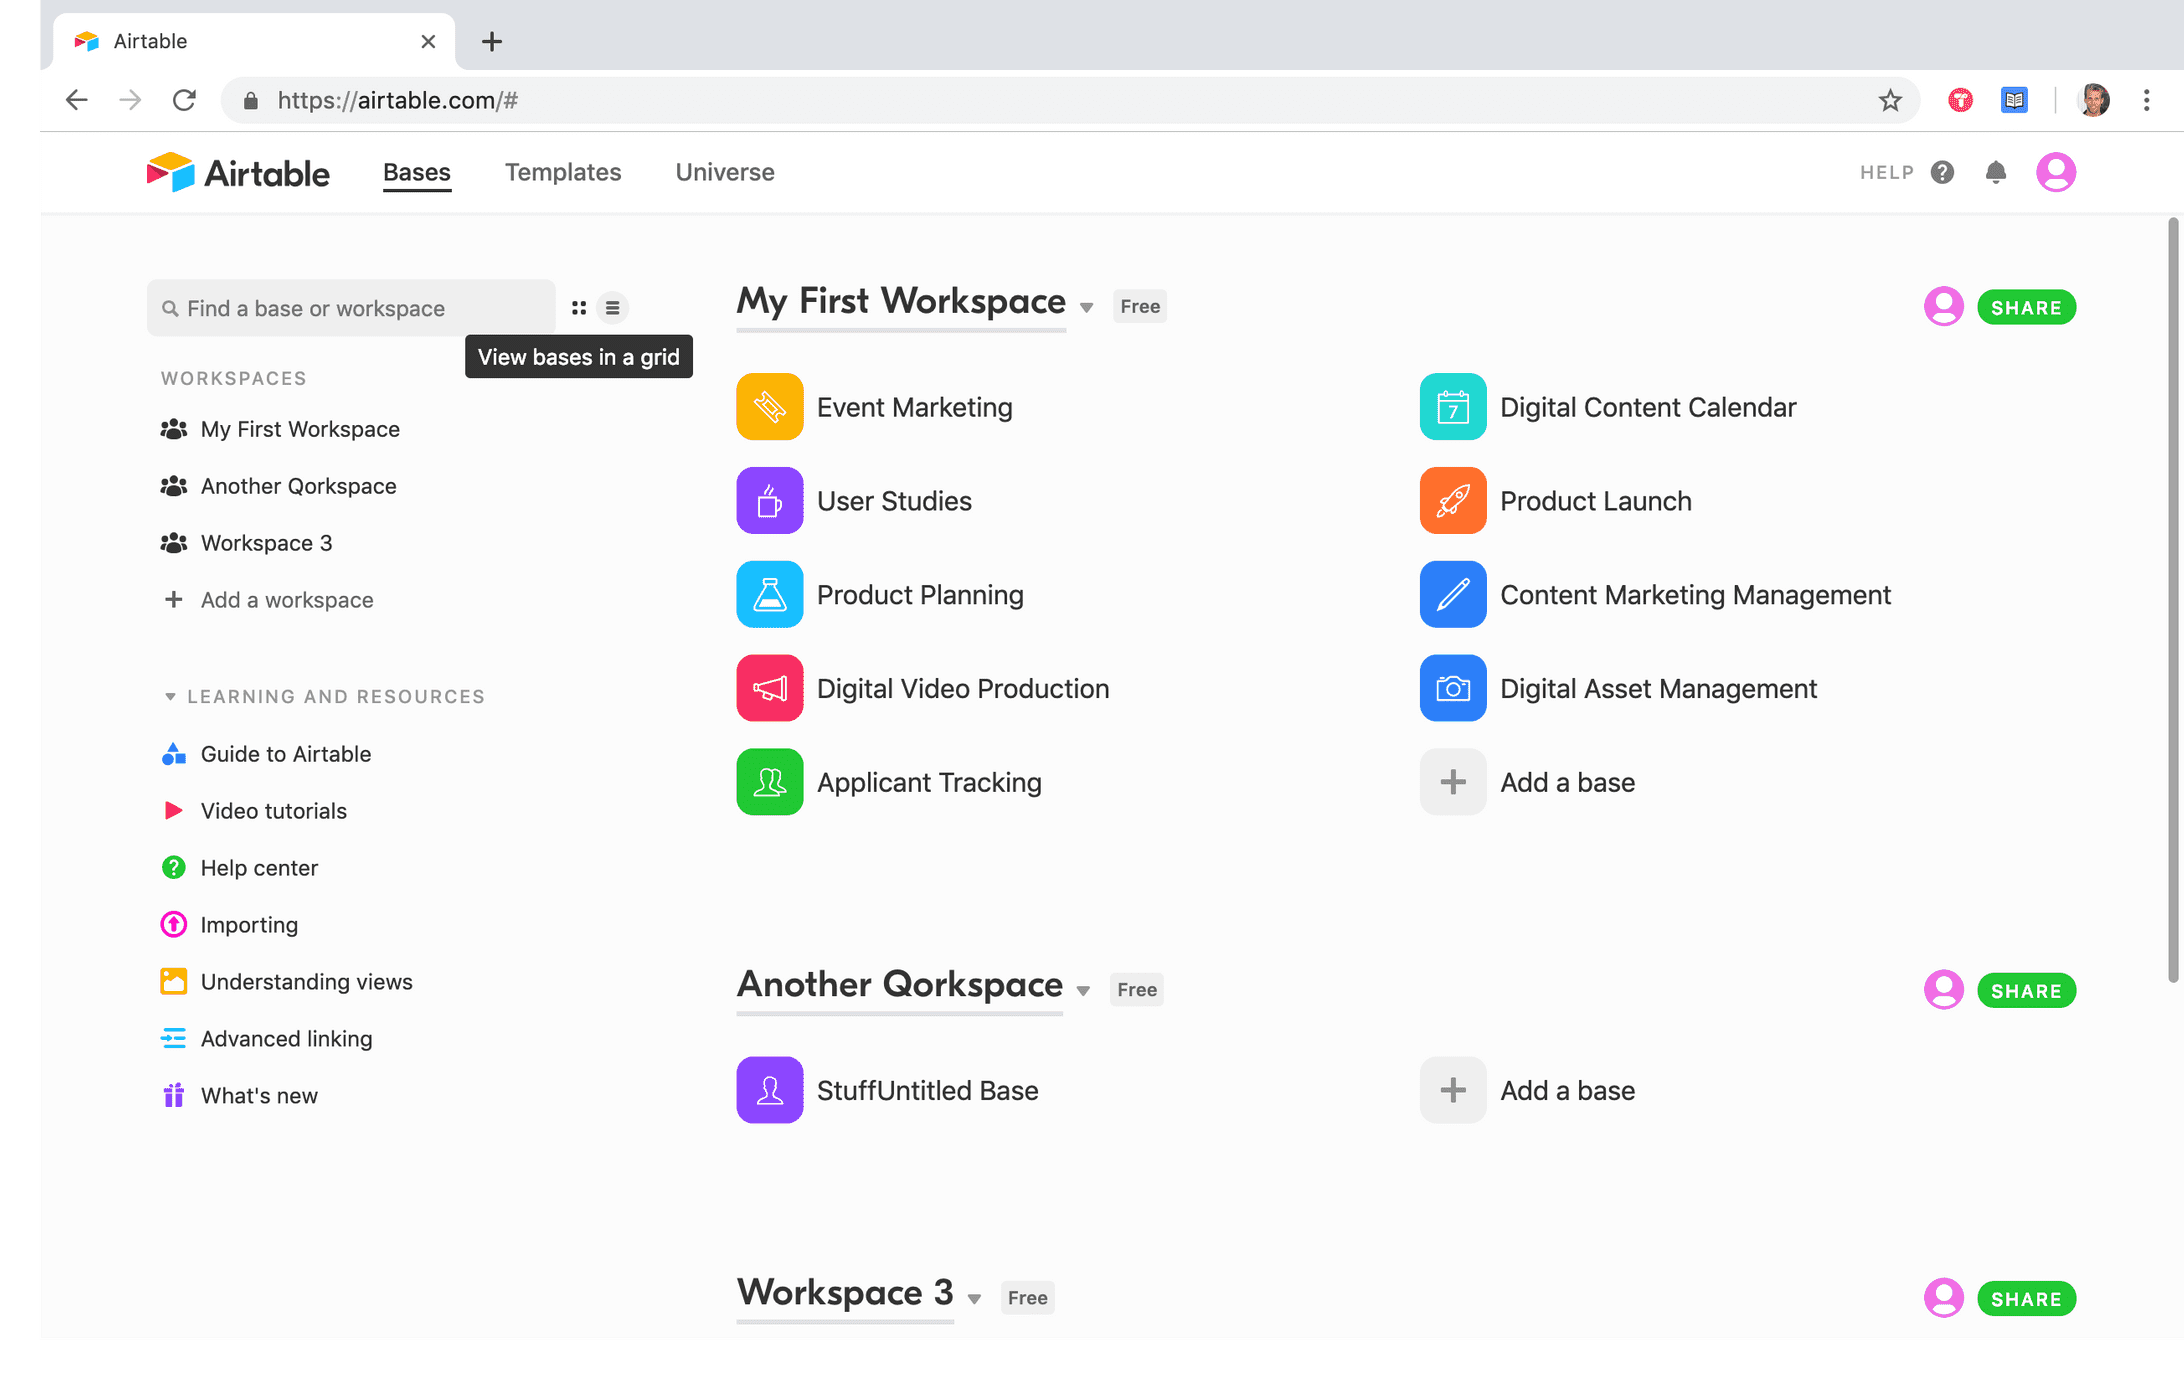 Airtable
https://airtable.com/#
Airtable
Bases
Templates
Universe
HELP
?
Find a base or workspace
View bases in a grid
WORKSPACES
My First Workspace
Another Qorkspace
Workspace 3
+ Add a workspace
LEARNING AND RESOURCES
Guide to Airtable
Video tutorials
? Help center
Importing
Understanding views
Advanced linking
What's new
My First Workspace
Free
SHARE
Event Marketing
7
Digital Content Calendar
User Studies
Product Launch
Product Planning
Content Marketing Management
Digital Video Production
Digital Asset Management
Applicant Tracking
+ Add a base
Another Qorkspace
Free
SHARE
StuffUntitled Base
+ Add a base
Workspace 3
Free
SHARE